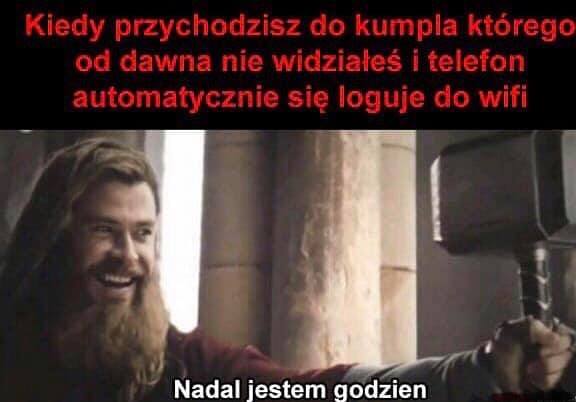 Kiedy przychodzisz do kumpla którego
od dawna nie widziałeś i telefon
automatycznie się loguje do wifi
Nadal jestem godzien